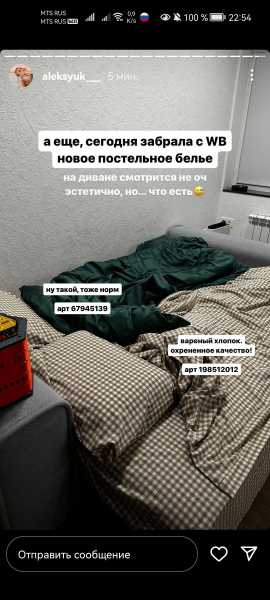 MTS RUS
MTS RUS
0,9
K/s
100 %
22:54
aleksyuk___ 5 мин.
а еще, сегодня забрала с WB
новое постельное белье
на диване смотрится не оч
эстетично, но... что есть😅
ну такой, тоже норм
арт 67945139
вареный хлопок.
охрененное качество!
арт 198512012
Отправить сообщение